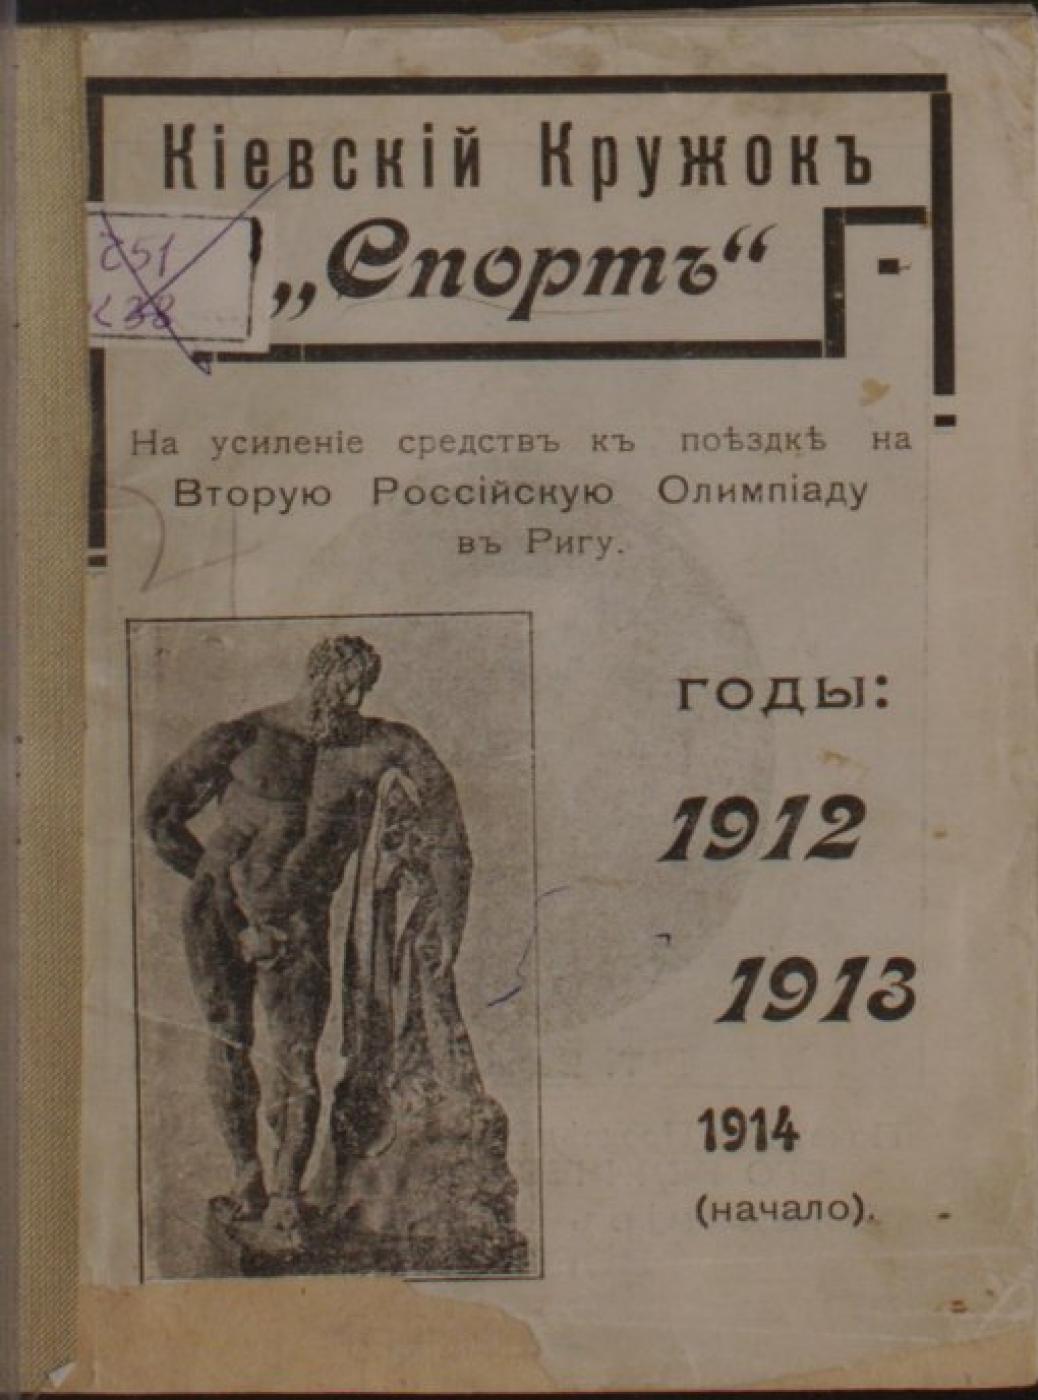 Кіевскій Кружокъ
„Спортъ“
На усиленіе средствъ къ поѣздкѣ на
Вторую Россійскую Олимпіаду
въ Ригу.
годы:
1912
1913
1914
(начало).